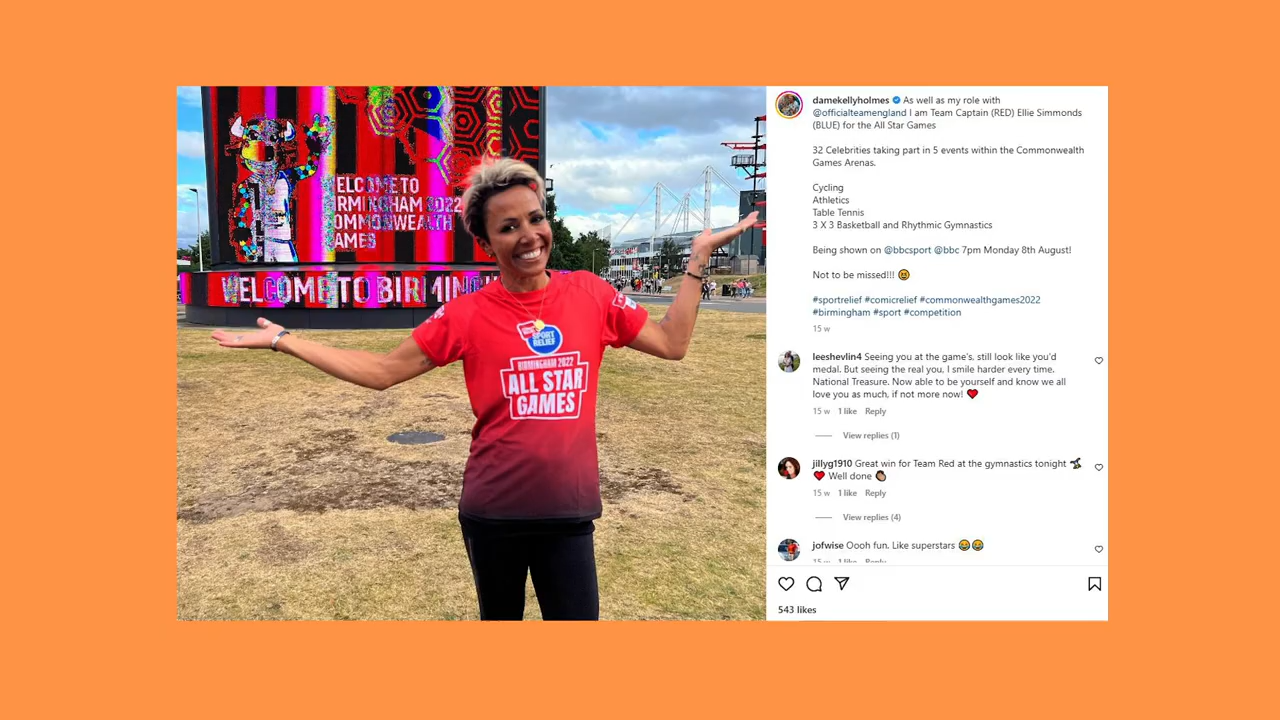 WELCOME TO
BIRMINGHAM 2022
COMMONWEALTH
GAMES
WELCOME TO BIRMINGH
SPORT
RELIEF
BIRMINGHAM 2022
ALL STAR
GAMES
damekellyholmes As well as my role with
@officialteamengland I am Team Captain (RED) Ellie Simmonds
(BLUE) for the All Star Games
32 Celebrities taking part in 5 events within the Commonwealth
Games Arenas.
Cycling
Athletics
Table Tennis
3 X 3 Basketball and Rhythmic Gymnastics
Being shown on @bbcsport @bbc 7pm Monday 8th August!
Not to be missed!!! 😆
#sportrelief #comicrelief #commonwealthgames2022
#birmingham #sport #competition
15 w
leeshevlin4 Seeing you at the game's, still look like you'd
medal. But seeing the real you, I smile harder every time.
National Treasure. Now able to be yourself and know we all
love you as much, if not more now! ❤️
15 w 1 like Reply
View replies (1)
jillyg1910 Great win for Team Red at the gymnastics tonight 🤸
❤️ Well done 👏
15 w 1 like Reply
View replies (4)
jofwise Oooh fun. Like superstars 😂😂
15 w 1 like Reply
543 likes